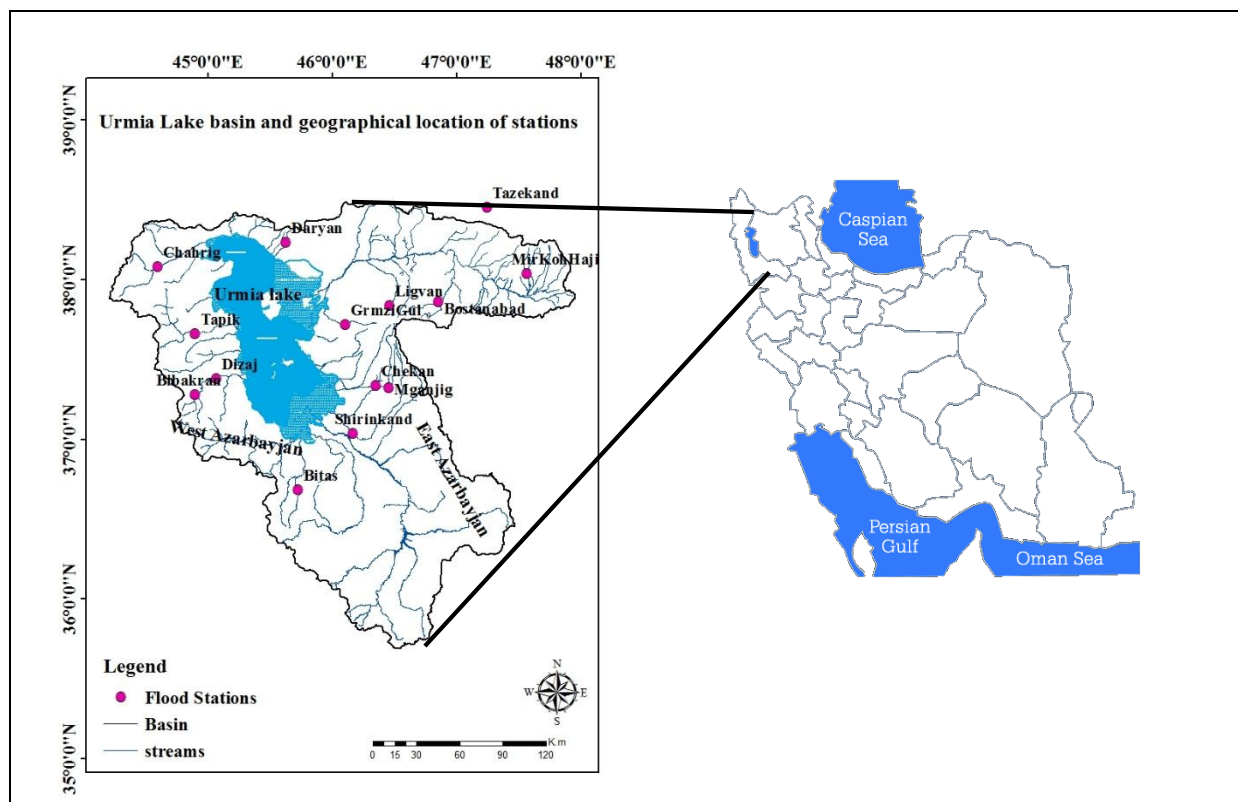 45°0'0"E 46°0'0"E 47°0'0"E 48°0'0"E
39°0'0"N
38°0'0"N
37°0'0"N
36°0'0"N
35°0'0"N
Urmia Lake basin and geographical location of stations
Tazekand
Daryan
Chahrig
MirKohHaji
Urmia lake
Ligvan
GrmziGul
Bostanabad
Tapik
Dizaj
Bibakran
Chekan
Mganjig
Shirinkand
West Azarbayjan
East Azarbayjan
Bitas
Legend
Flood Stations
Basin
streams
N
W E
S
K.m
0 15 30 60 90 120
Caspian
Sea
Persian
Gulf
Oman Sea